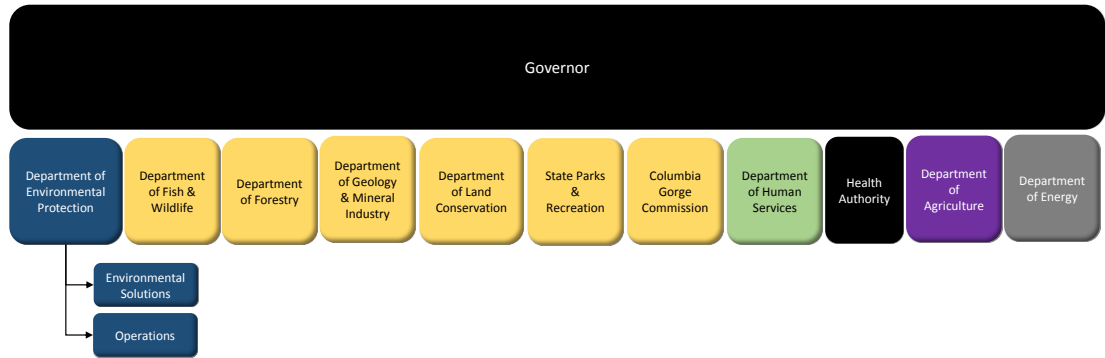 Governor
Department of
Environmental
Protection
Department
of Fish &
Wildlife
Department
of Forestry
Department
of Geology
& Mineral
Industry
Department
of Land
Conservation
State Parks
&
Recreation
Columbia
Gorge
Commission
Department
of Human
Services
Health
Authority
Department
of
Agriculture
Department
of Energy
Environmental
Solutions
Operations